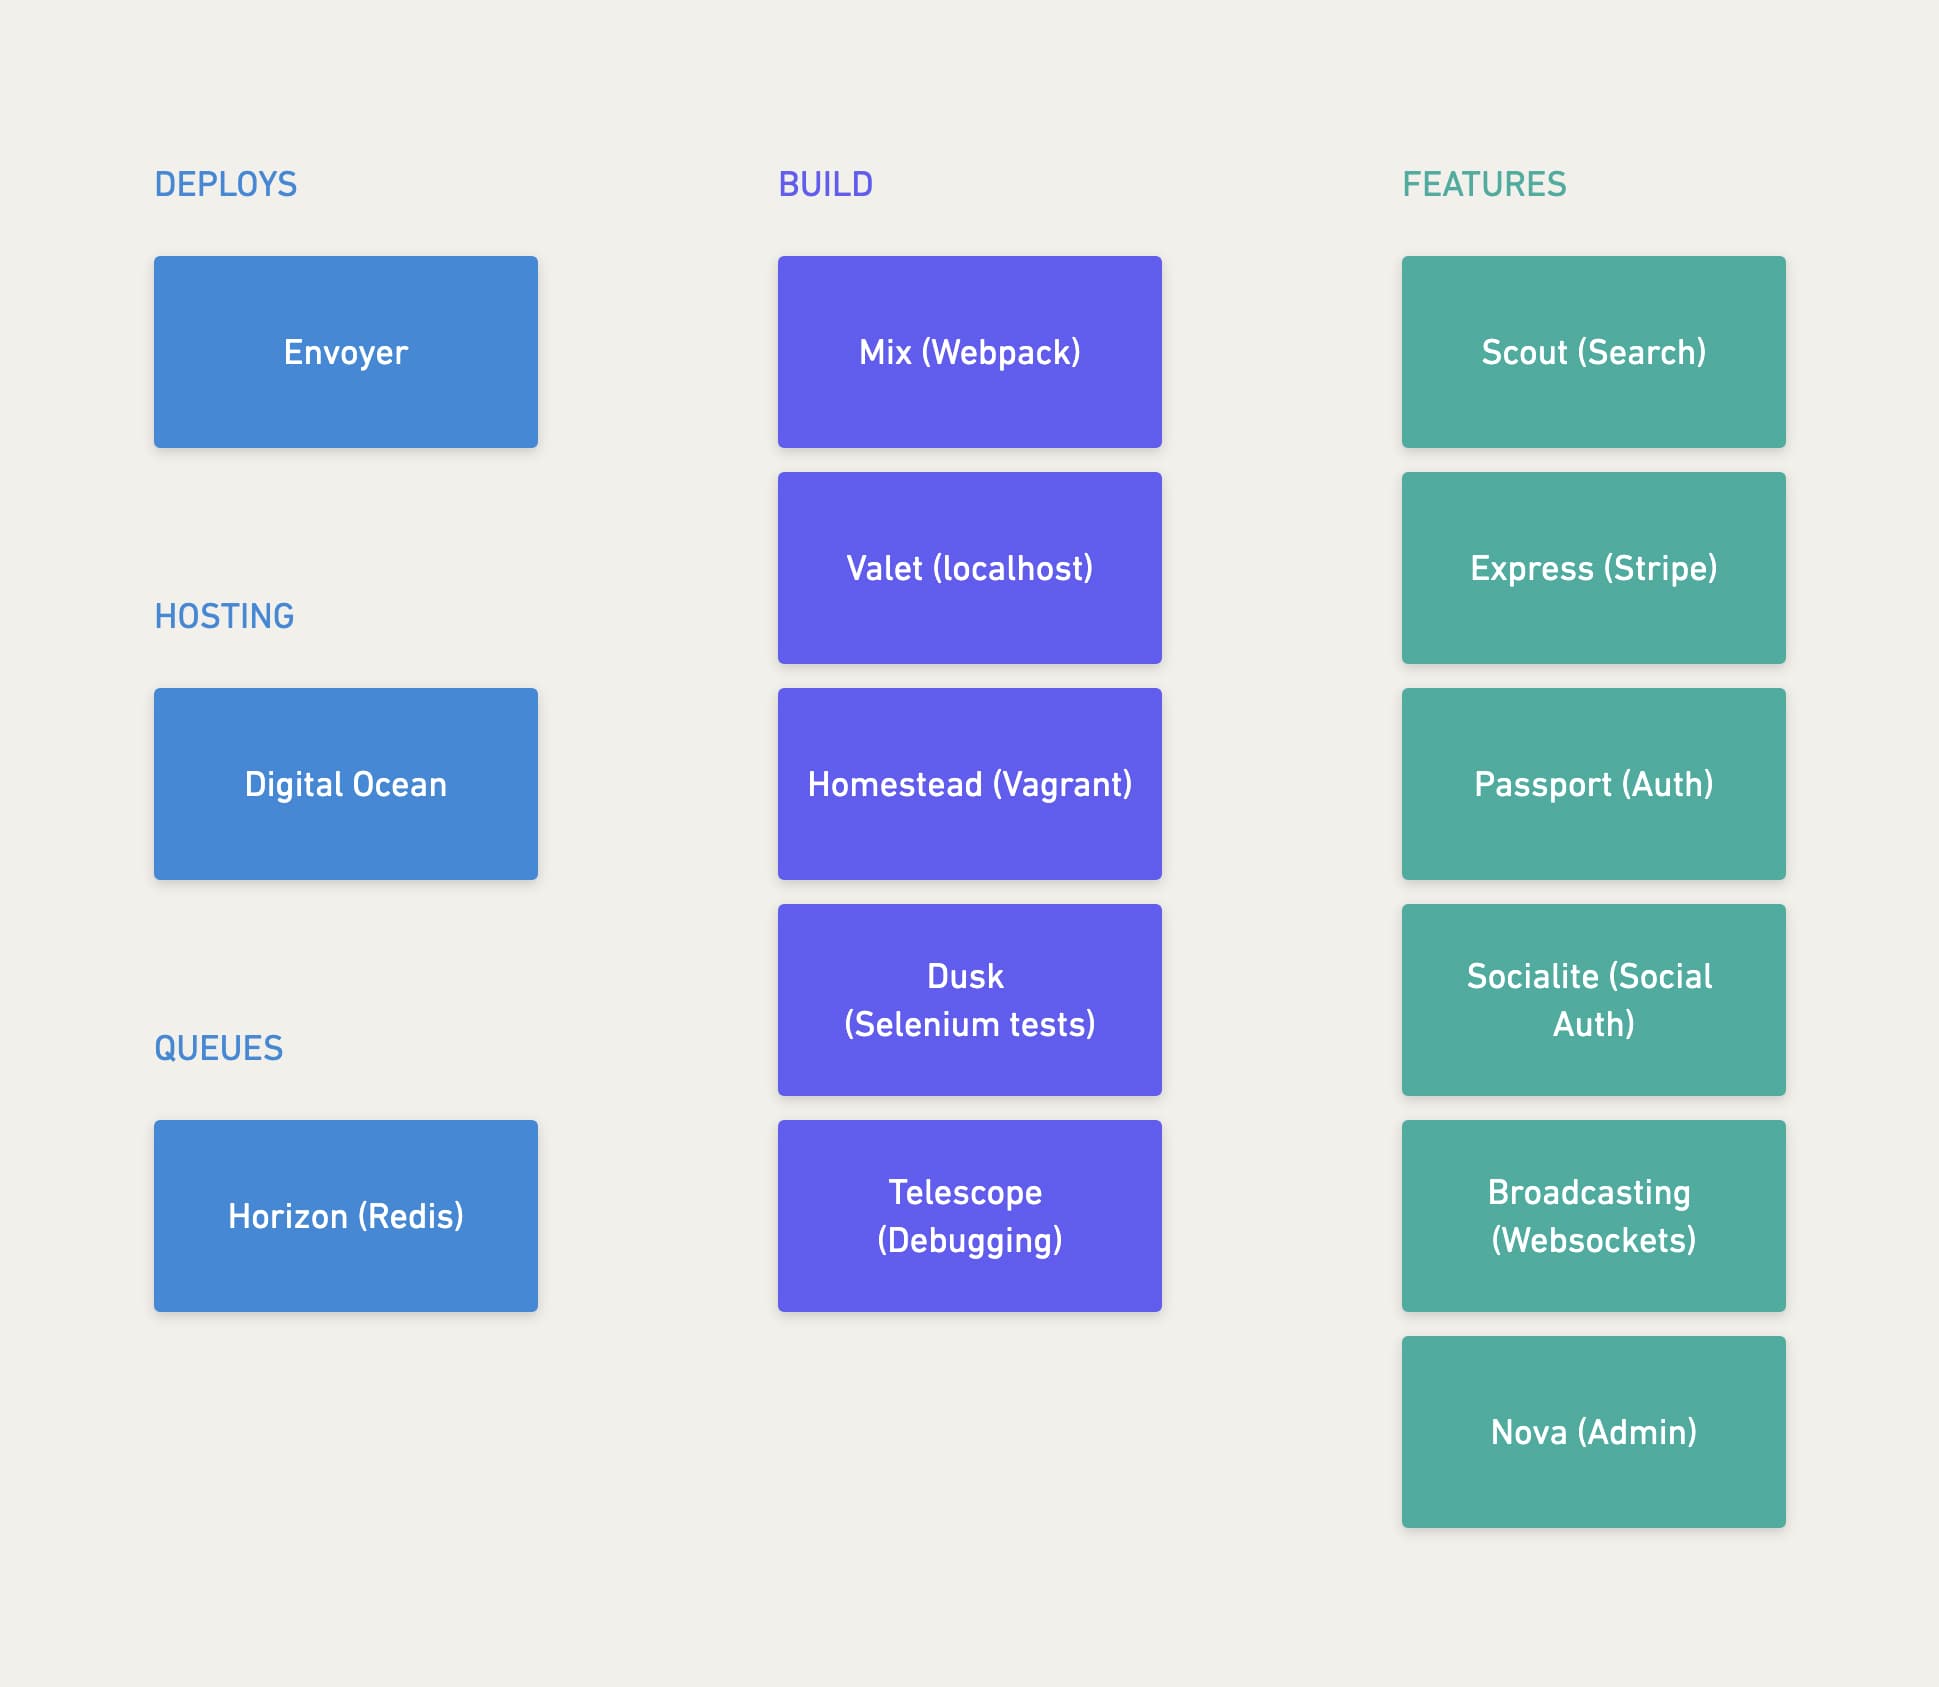 DEPLOYS
Envoyer
HOSTING
Digital Ocean
QUEUES
Horizon (Redis)
BUILD
Mix (Webpack)
Valet (localhost)
Homestead (Vagrant)
Dusk
(Selenium tests)
Telescope
(Debugging)
FEATURES
Scout (Search)
Express (Stripe)
Passport (Auth)
Socialite (Social
Auth)
Broadcasting
(Websockets)
Nova (Admin)